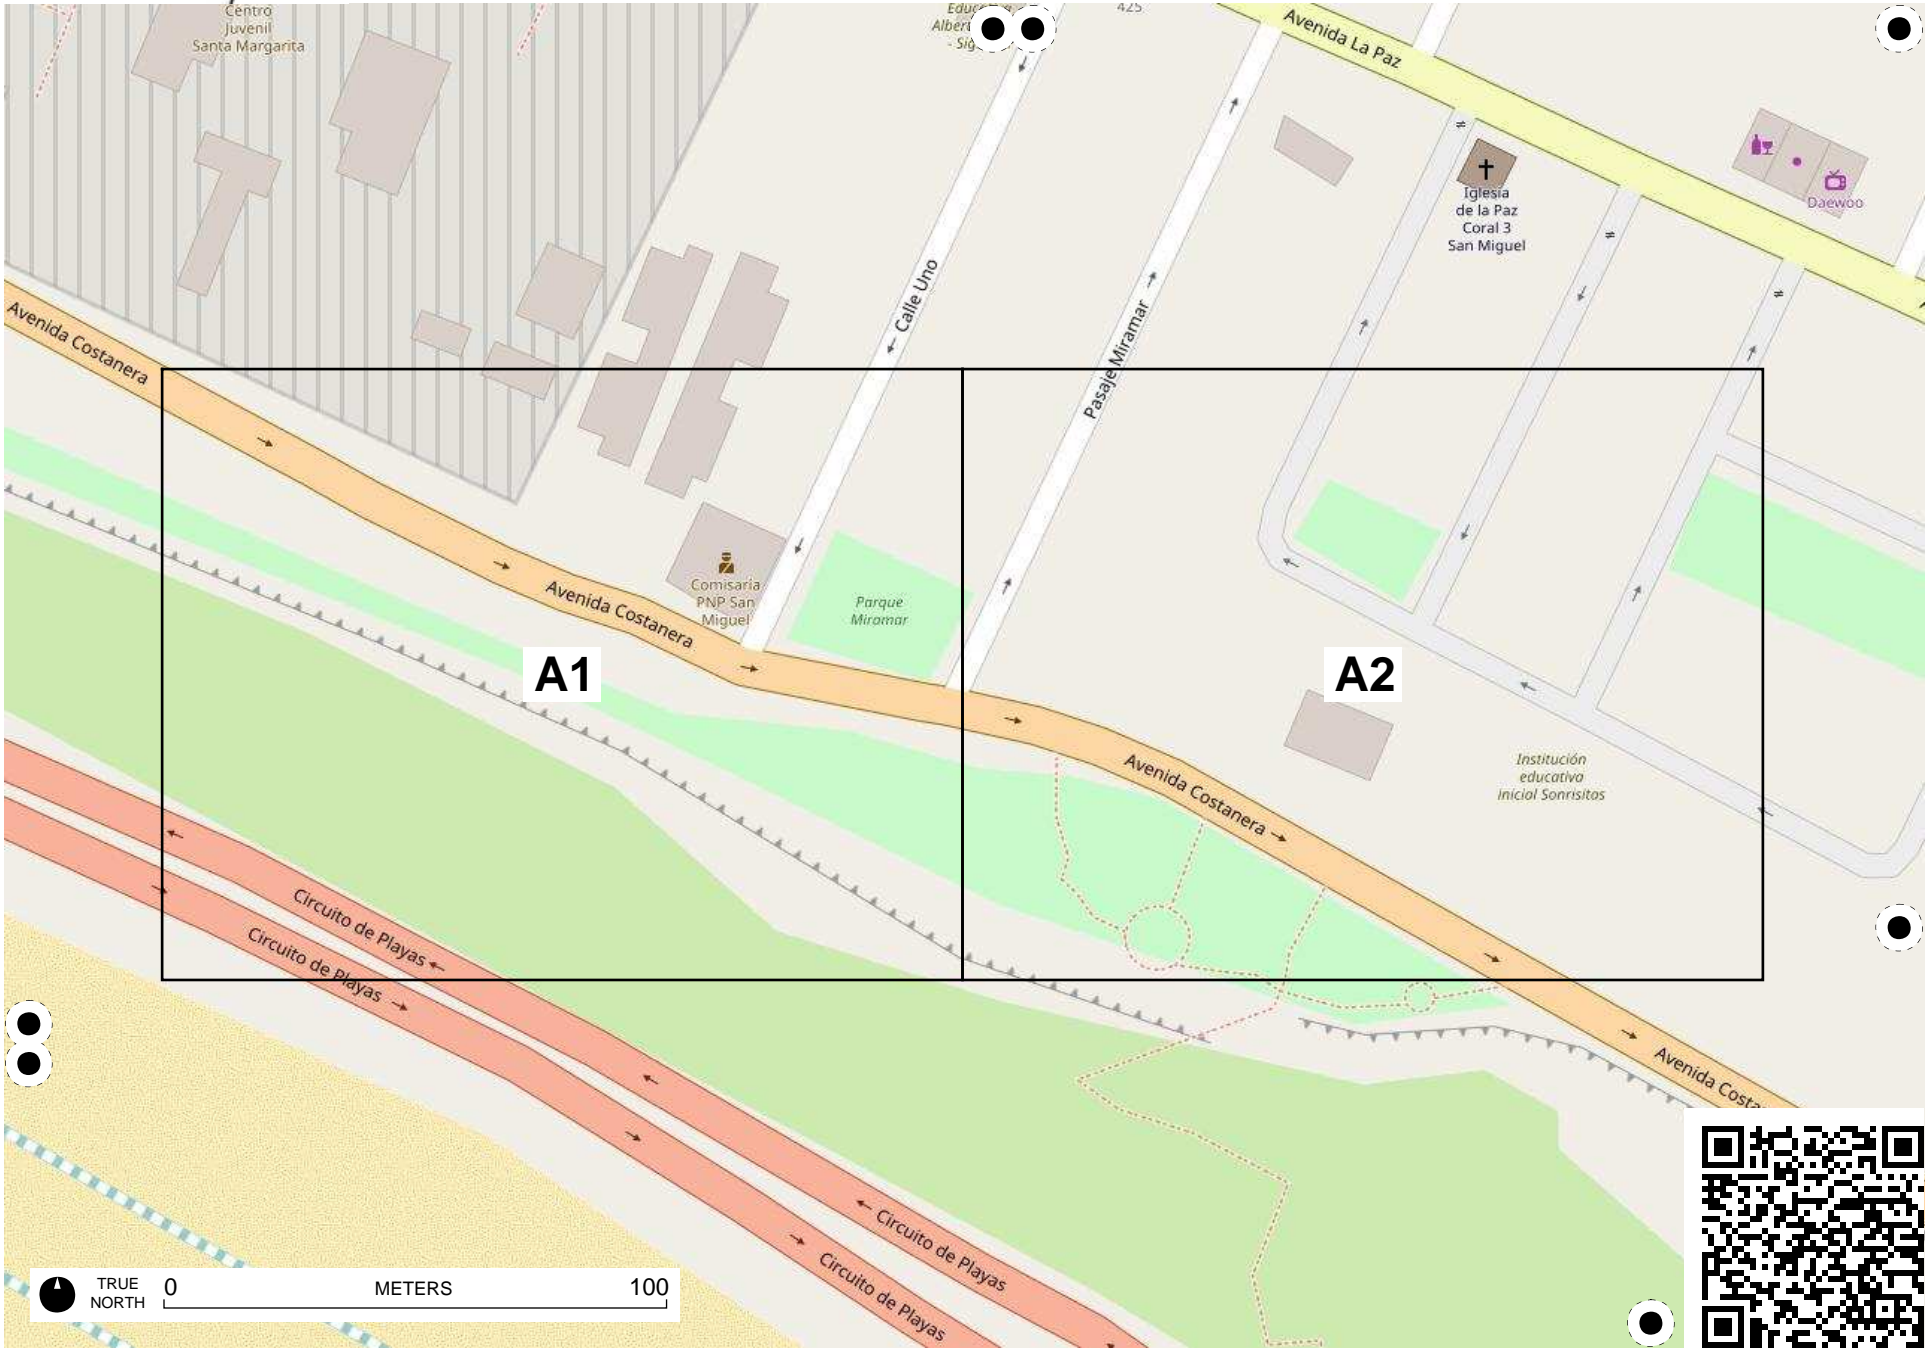 Centro
Juvenil
Santa Margarita
425
Avenida La Paz
Iglesia
de la Paz
Coral 3
San Miguel
Daewoo
Calle Uno
Pasaje Miramar
Avenida Costanera
Avenida Costanera
Comisaría
PNP San
Miguel
Parque
Miramar
A1
A2
Institución
educativa
inicial Sonrisitas
Avenida Costanera
Circuito de Playas
Circuito de Playas
Avenida Costa
Circuito de Playas
Circuito de Playas
TRUE
NORTH
0 METERS 100